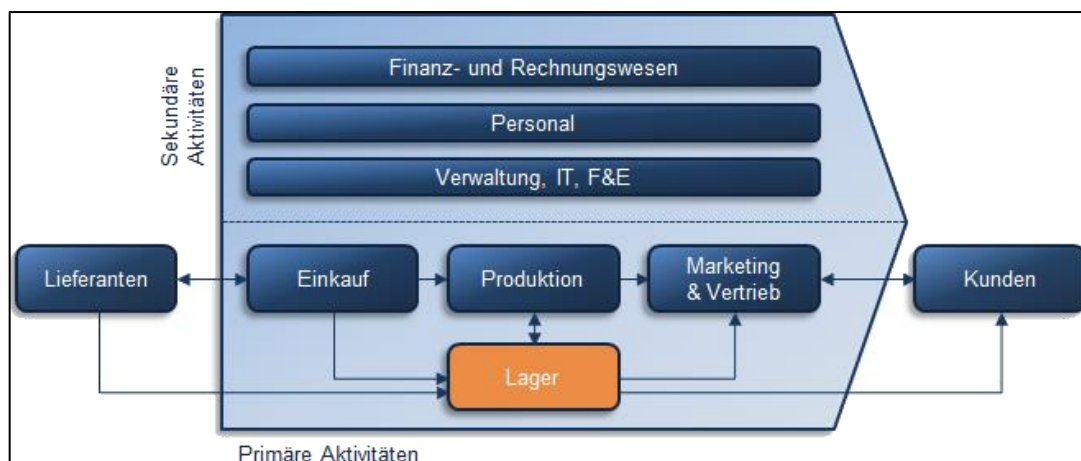 Sekundäre
Aktivitäten
Finanz- und Rechnungswesen
Personal
Verwaltung, IT, F&E
Lieferanten
Einkauf
Produktion
Marketing
& Vertrieb
Kunden
Lager
Primäre Aktivitäten